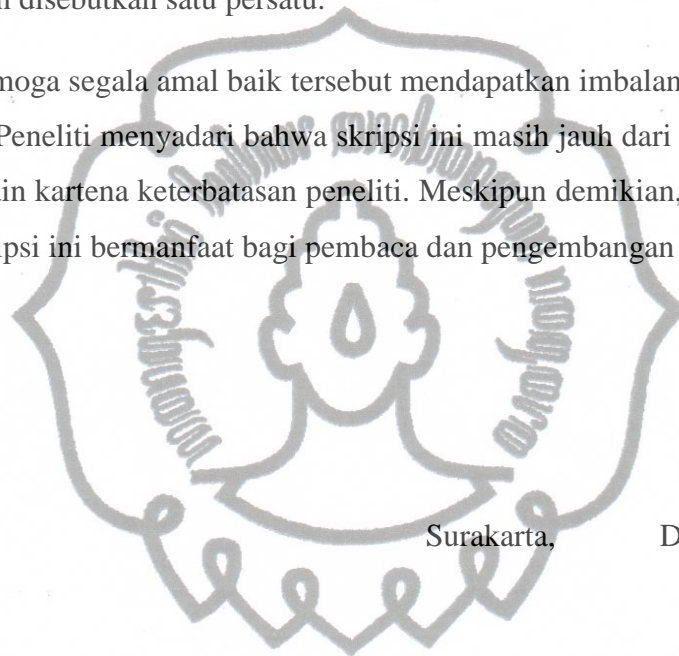 disebutkan satu persatu.
moga segala amal baik tersebut mendapatkan imbalan
Peneliti menyadari bahwa skripsi ini masih jauh dari
in kartena keterbatasan peneliti. Meskipun demikian,
ipsi ini bermanfaat bagi pembaca dan pengembangan
Surakarta, D